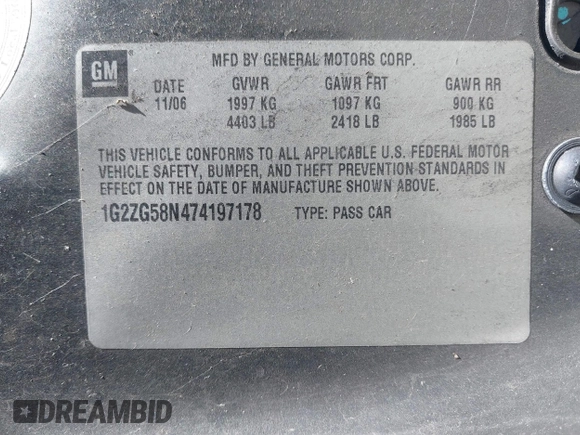 GM
MFD BY GENERAL MOTORS CORP.
DATE GVWR GAWR FRT GAWR RR
11/06 1997 KG 1097 KG 900 KG
4403 LB 2418 LB 1985 LB
THIS VEHICLE CONFORMS TO ALL APPLICABLE U.S. FEDERAL MOTOR
VEHICLE SAFETY, BUMPER, AND THEFT PREVENTION STANDARDS IN
EFFECT ON THE DATE OF MANUFACTURE SHOWN ABOVE.
1G2ZG58N474197178 TYPE: PASS CAR
DREAMBID